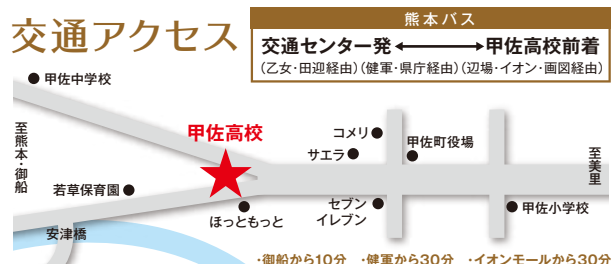 交通アクセス
熊本バス
交通センター発 ⟷ 甲佐高校前着
(乙女・田迎経由)(健軍・県庁経由)(辺場・イオン・画図経由)
甲佐中学校
至熊本・御船
甲佐高校
コメリ
サエラ
甲佐町役場
至美里
若草保育園
ほっともっと
セブン
イレブン
甲佐小学校
安津橋
・御船から10分 ・健軍から30分 ・イオンモールから30分